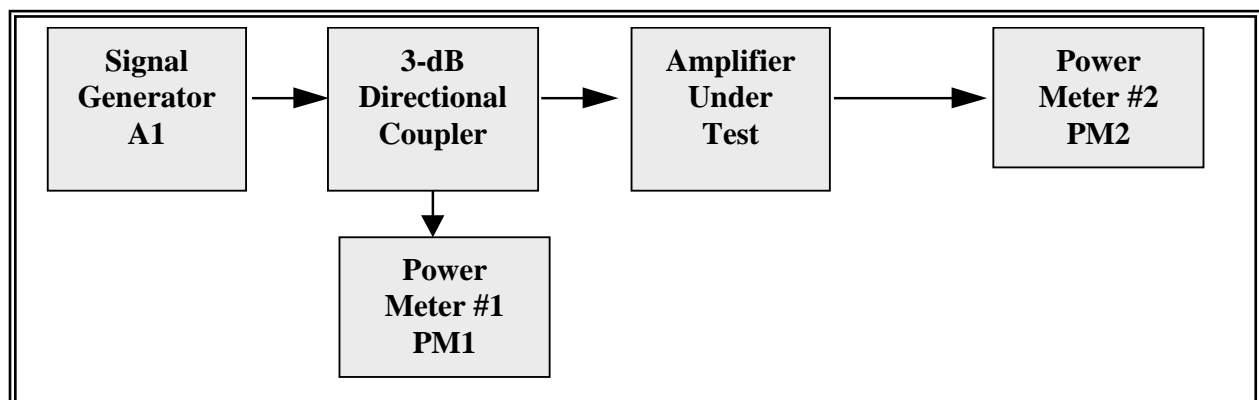 Signal
Generator
A1
3-dB
Directional
Coupler
Amplifier
Under
Test
Power
Meter #2
PM2
Power
Meter #1
PM1